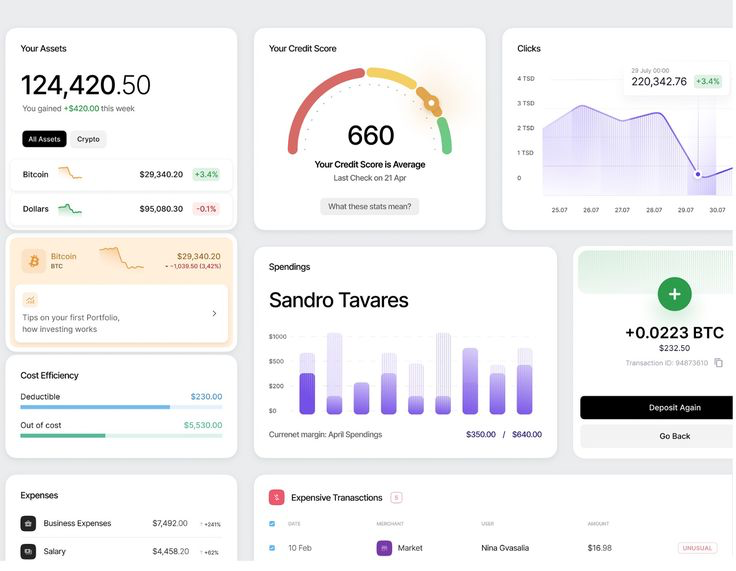 Your Assets
124,420.50
You gained +$420.00 this week
All Assets
Crypto
Bitcoin
$29,340.20
+3.4%
Dollars
$95,080.30
-0.1%
Bitcoin
BTC
$29,340.20
-1,039.50 (3,42%)
Tips on your first Portfolio,
how investing works
Cost Efficiency
Deductible
$230.00
Out of cost
$5,530.00
Expenses
Business Expenses
$7,492.00
↑ +241%
Salary
$4,458.20
↑ +62%
Your Credit Score
660
Your Credit Score is Average
Last Check on 21 Apr
What these stats mean?
Clicks
29 July 00:00
220,342.76
+3.4%
4 TSD
3 TSD
2 TSD
1 TSD
0
25.07
26.07
27.07
28.07
29.07
30.07
Spendings
Sandro Tavares
$1000
$500
$200
$0
Currenet margin: April Spendings
$350.00 / $640.00
+0.0223 BTC
$232.50
Transaction ID: 94873610
Deposit Again
Go Back
Expensive Tranasctions
5
DATE
MERCHANT
USER
AMOUNT
10 Feb
Market
Nina Gvasalia
$16.98
UNUSUAL